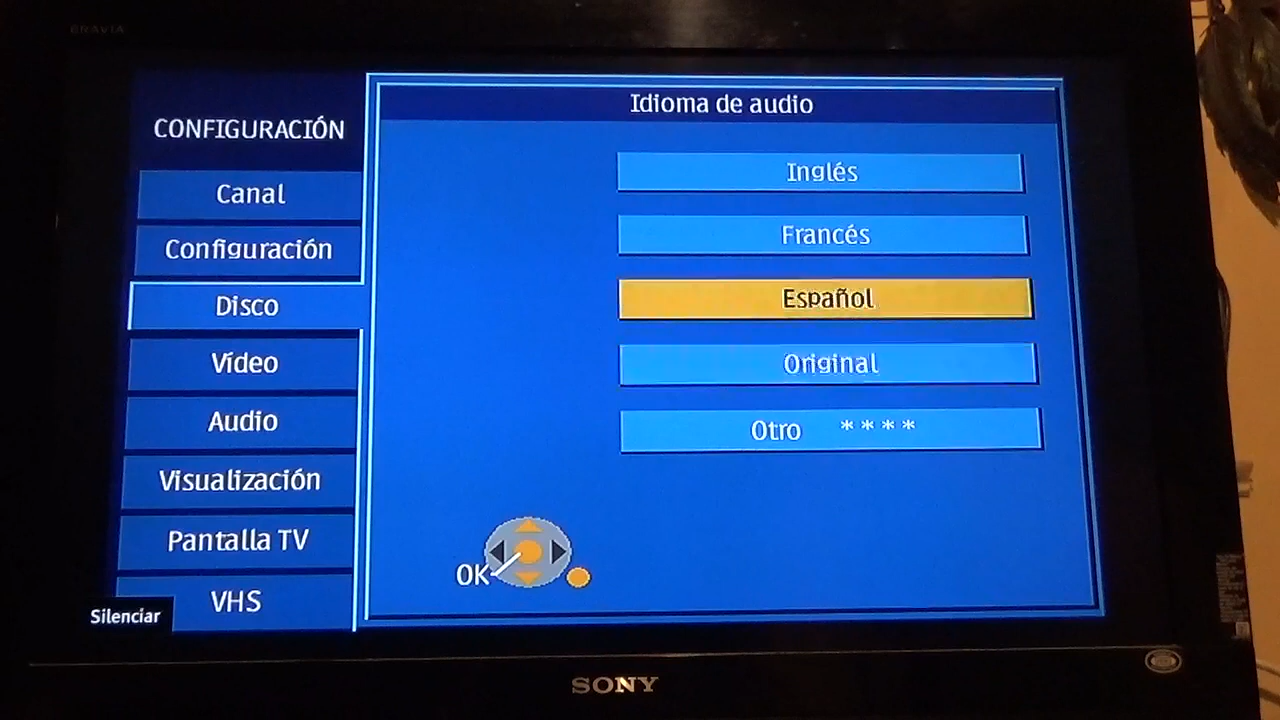 BRAVIA
CONFIGURACIÓN
Canal
Configuración
Disco
Vídeo
Audio
Visualización
Pantalla TV
VHS
Silenciar
Idioma de audio
Inglés
Francés
Español
Original
Otro ****
OK
SONY